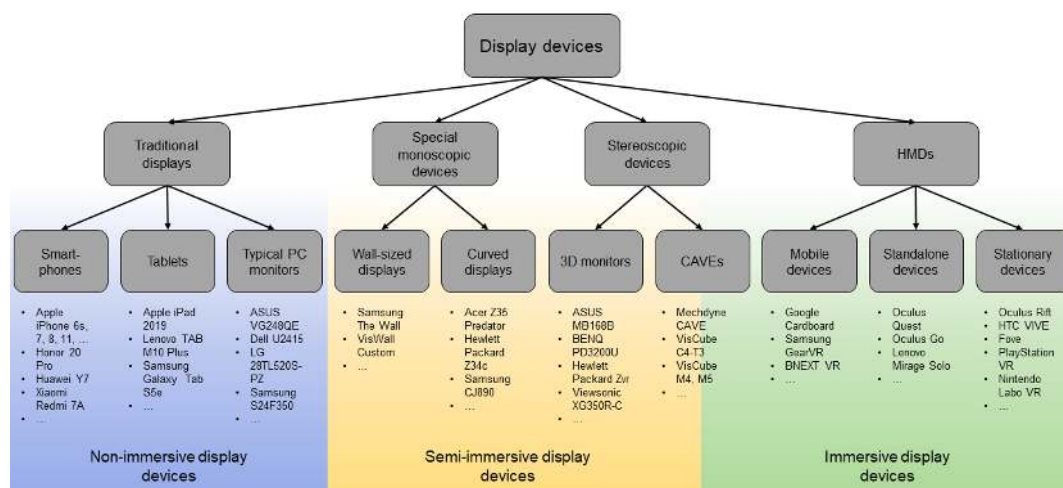 Display devices
Traditional
displays
Special
monoscopic
devices
Stereoscopic
devices
HMDs
Smart-
phones
Tablets
Typical PC
monitors
Wall-sized
displays
Curved
displays
3D monitors
CAVEs
Mobile
devices
Standalone
devices
Stationary
devices
• Apple
iPhone 6s,
7, 8, 11, ...
• Honor 20
Pro
• Huawei Y7
• Xiaomi
Redmi 7A
• ...
• Apple iPad
2019
• Lenovo TAB
M10 Plus
• Samsung
Galaxy Tab
S5e
• ...
• ASUS
VG248QE
• Dell U2415
• LG
28TL520S-
PZ
• Samsung
S24F350
• ...
• Samsung
The Wall
• VisWall
Custom
• ...
• Acer Z35
Predator
• Hewlett
Packard
Z34c
• Samsung
CJ890
• ...
• ASUS
MB168B
• BENQ
PD3200U
• Hewlett
Packard Zvr
• Viewsonic
XG350R-C
• ...
• Mechdyne
CAVE
• VisCube
C4-T3
• VisCube
M4, M5
• ...
• Google
Cardboard
• Samsung
GearVR
• BNEXT VR
• ...
• Oculus
Quest
• Oculus Go
• Lenovo
Mirage Solo
• ...
• Oculus Rift
• HTC VIVE
• Fove
• PlayStation
VR
• Nintendo
Labo VR
• ...
Non-immersive display
devices
Semi-immersive display
devices
Immersive display
devices